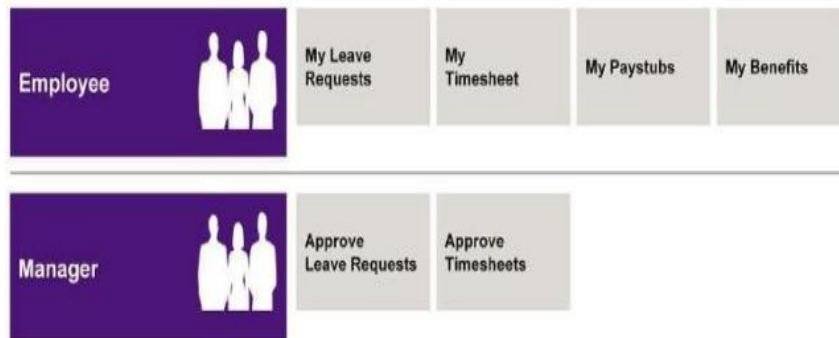 Employee
My Leave
Requests
My
Timesheet
My Paystubs
My Benefits
Manager
Approve
Leave Requests
Approve
Timesheets